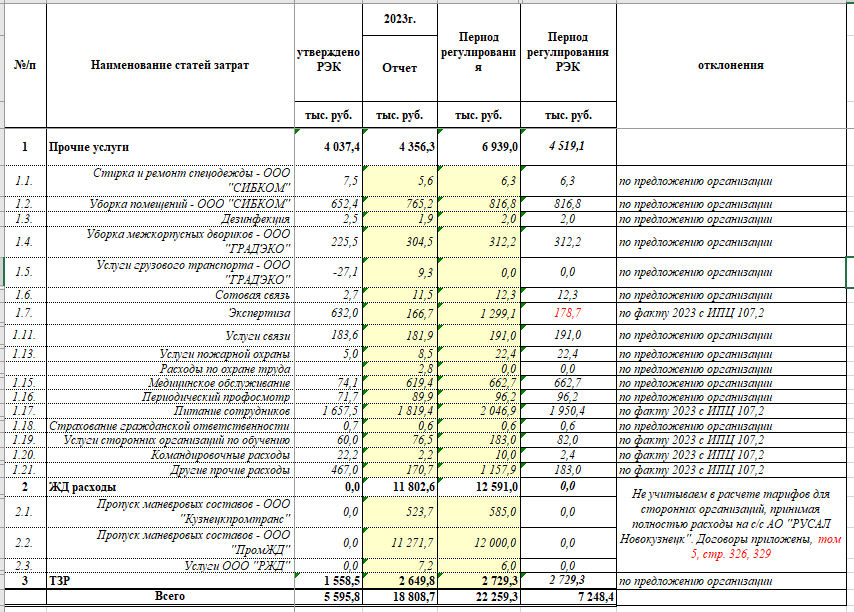 №/п Наименование статей затрат утверждено РЭК 2023г. Отчет Период регулирования Период регулирования РЭК отклонения
тыс. руб. тыс. руб. тыс. руб. тыс. руб.
1 Прочие услуги 4 037,4 4 356,3 6 939,0 4 519,1
1.1. Стирка и ремонт спецодежды - ООО "СИБКОМ" 7,5 5,6 6,3 6,3 по предложению организации
1.2. Уборка помещений - ООО "СИБКОМ" 652,4 765,2 816,8 816,8 по предложению организации
1.3. Дезинфекция 2,5 1,9 2,0 2,0 по предложению организации
1.4. Уборка межкорпусных двориков - ООО "ГРАДЭКО" 225,5 304,5 312,2 312,2 по предложению организации
1.5. Услуги грузового транспорта - ООО "ГРАДЭКО" -27,1 9,3 0,0 0,0 по предложению организации
1.6. Сотовая связь 2,7 11,5 12,3 12,3 по предложению организации
1.7. Экспертиза 632,0 166,7 1 299,1 178,7 по факту 2023 с ИПЦ 107,2
1.11. Услуги связи 183,6 181,9 191,0 191,0 по предложению организации
1.13. Услуги пожарной охраны 5,0 8,5 22,4 22,4 по предложению организации
Расходы по охране труда 2,8 0,0 0,0 по предложению организации
1.15. Медицинское обслуживание 74,1 619,4 662,7 662,7 по предложению организации
1.16. Периодический профосмотр 71,7 89,9 96,2 96,2 по предложению организации
1.17. Питание сотрудников 1 657,5 1 819,4 2 046,9 1 950,4 по факту 2023 с ИПЦ 107,2
1.18. Страхование гражданской ответственности 0,7 0,6 0,6 0,6 по предложению организации
1.19. Услуги сторонних организаций по обучению 60,0 76,5 183,0 82,0 по факту 2023 с ИПЦ 107,2
1.20. Командировочные расходы 22,2 2,2 10,0 2,4 по факту 2023 с ИПЦ 107,2
1.21. Другие прочие расходы 467,0 170,7 1 157,9 183,0 по факту 2023 с ИПЦ 107,2
2 ЖД расходы 0,0 11 802,6 12 591,0 0,0 Не учитываем в расчете тарифов для сторонних организаций, принимая полностью расходы на с/с АО "РУСАЛ Новокузнецк". Договоры приложены, том 5, стр. 326, 329
2.1. Пропуск маневровых составов - ООО "Кузнецкпромтранс" 0,0 523,7 585,0 0,0
2.2. Пропуск маневровых составов - ООО "ПромЖД" 0,0 11 271,7 12 000,0 0,0
2.3. Услуги ООО "РЖД" 0,0 7,2 6,0 0,0
3 ТЗР 1 558,5 2 649,8 2 729,3 2 729,3 по предложению организации
Всего 5 595,8 18 808,7 22 259,3 7 248,4